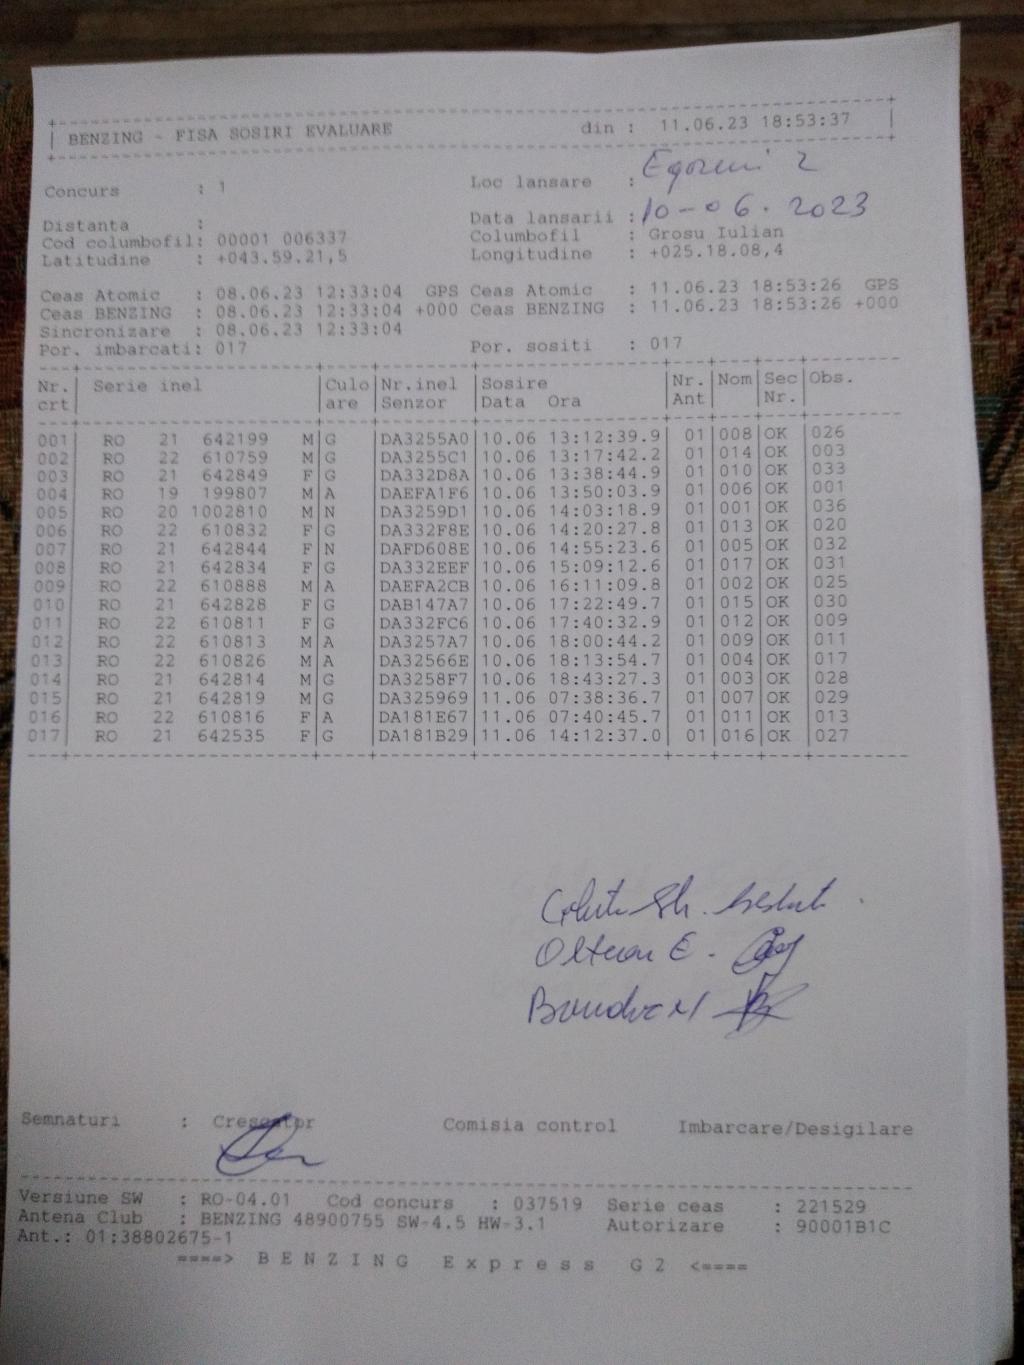 BENZING - FISA SOSIRI EVALUARE din : 11.06.23 18:53:37
Concurs : 1 Loc lansare :
Distanta : Data lansarii : 10-06.2023
Cod columbofil: 00001 006337 Columbofil : Grosu Iulian
Latitudine : +043.59.21,5 Longitudine : +025.18.08,4
Ceas Atomic : 08.06.23 12:33:04 GPS Ceas Atomic : 11.06.23 18:53:26 GPS
Ceas BENZING : 08.06.23 12:33:04 +000 Ceas BENZING : 11.06.23 18:53:26 +000
Sincronizare : 08.06.23 12:33:04
Por. imbarcati: 017 Por. sositi : 017
Nr. Serie inel Culo Nr.inel Sosire Nr. Nom Sec Obs.
crt are Senzor Data Ora Ant Nr.
001 RO 21 642199 M G DA3255A0 10.06 13:12:39.9 01 008 OK 026
002 RO 22 610759 M G DA3255C1 10.06 13:17:42.2 01 014 OK 003
003 RO 21 642849 F G DA332D8A 10.06 13:38:44.9 01 010 OK 033
004 RO 19 199807 M A DAEFA1F6 10.06 13:50:03.9 01 006 OK 001
005 RO 20 1002810 M N DA3259D1 10.06 14:03:18.9 01 001 OK 036
006 RO 22 610832 F G DA332F8E 10.06 14:20:27.8 01 013 OK 020
007 RO 21 642844 F N DAFD608E 10.06 14:55:23.6 01 005 OK 032
008 RO 21 642834 F G DA332EEF 10.06 15:09:12.6 01 017 OK 031
009 RO 22 610888 M A DAEFA2CB 10.06 16:11:09.8 01 002 OK 025
010 RO 21 642828 F G DAB147A7 10.06 17:22:49.7 01 015 OK 030
011 RO 22 610811 F G DA332FC6 10.06 17:40:32.9 01 012 OK 009
012 RO 22 610813 M A DA3257A7 10.06 18:00:44.2 01 009 OK 011
013 RO 22 610826 M A DA32566E 10.06 18:13:54.7 01 004 OK 017
014 RO 21 642814 M G DA3258F7 10.06 18:43:27.3 01 003 OK 028
015 RO 21 642819 M G DA325969 11.06 07:38:36.7 01 007 OK 029
016 RO 22 610816 F A DA181E67 11.06 07:40:45.7 01 011 OK 013
017 RO 21 642535 F G DA181B29 11.06 14:12:37.0 01 016 OK 027
Oltean E.
Semnaturi : Crescator Comisia control Imbarcare/Desigilare
Versiune SW : RO-04.01 Cod concurs : 037519 Serie ceas : 221529
Antena Club : BENZING 48900755 SW-4.5 HW-3.1 Autorizare : 90001B1C
Ant.: 01:38802675-1
====> BENZING Express G2 <====